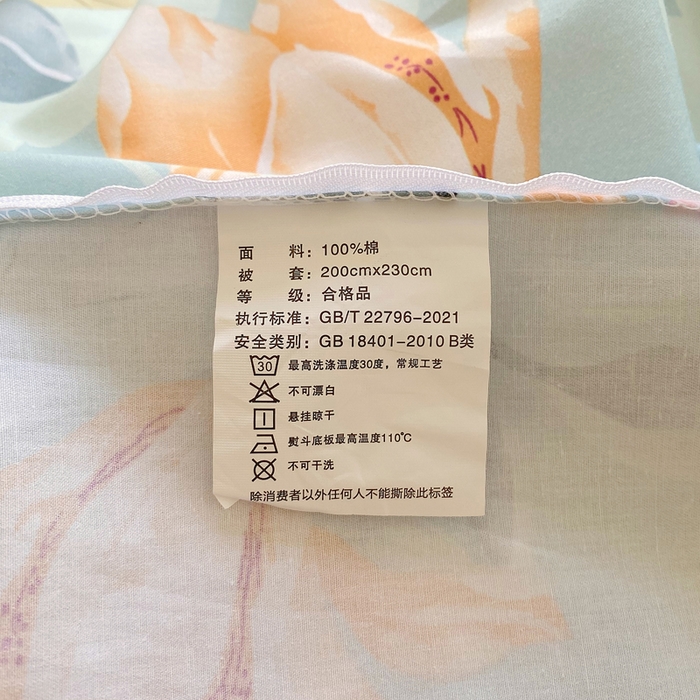 面　　料：100%棉
被　　套：200cmx230cm
等　　级：合格品
执行标准：GB/T 22796-2021
安全类别：GB 18401-2010 B类
30 最高洗涤温度30度，常规工艺
不可漂白
悬挂晾干
熨斗底板最高温度110℃
不可干洗
除消费者以外任何人不能撕除此标签